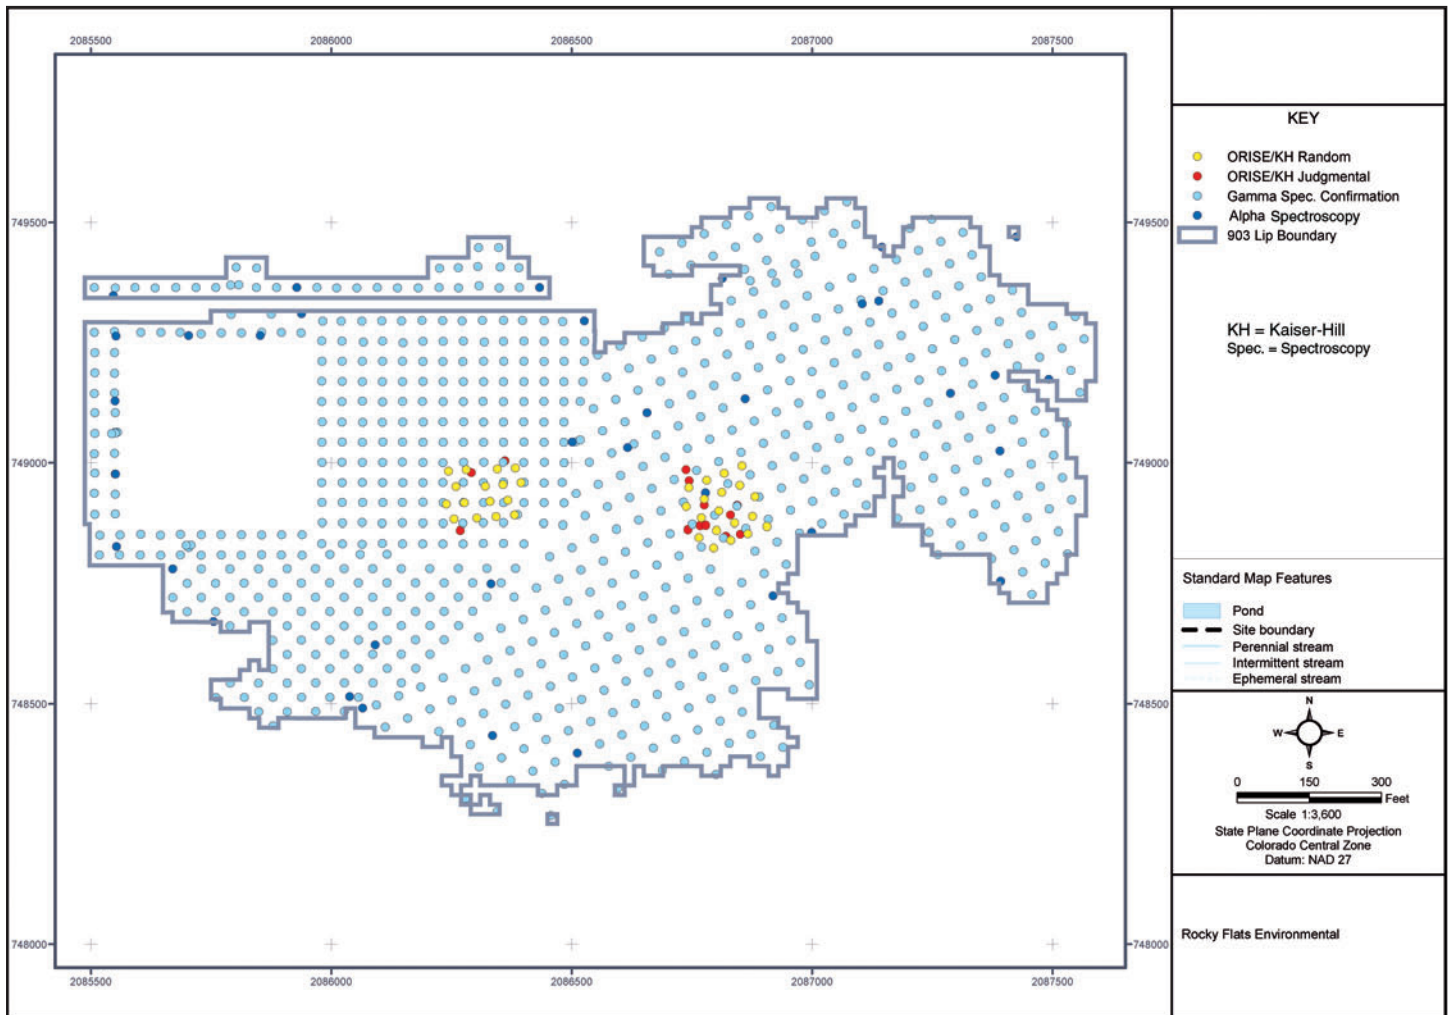 2085500 2086000 2086500 2087000 2087500
749500 749500
749000 749000
748500 748500
748000 748000
2085500 2086000 2086500 2087000 2087500
KEY
ORISE/KH Random
ORISE/KH Judgmental
Gamma Spec. Confirmation
Alpha Spectroscopy
903 Lip Boundary
KH = Kaiser-Hill
Spec. = Spectroscopy
Standard Map Features
Pond
Site boundary
Perennial stream
Intermittent stream
Ephemeral stream
N
W E
S
0 150 300
Feet
Scale 1:3,600
State Plane Coordinate Projection
Colorado Central Zone
Datum: NAD 27
Rocky Flats Environmental